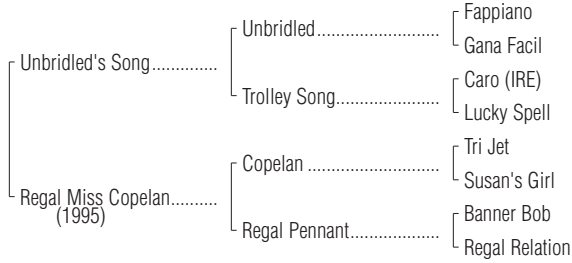 Fappiano
Unbridled
Gana Facil
Unbridled's Song
Caro (IRE)
Trolley Song
Lucky Spell
Tri Jet
Copelan
Susan's Girl
Regal Miss Copelan
(1995)
Banner Bob
Regal Pennant
Regal Relation